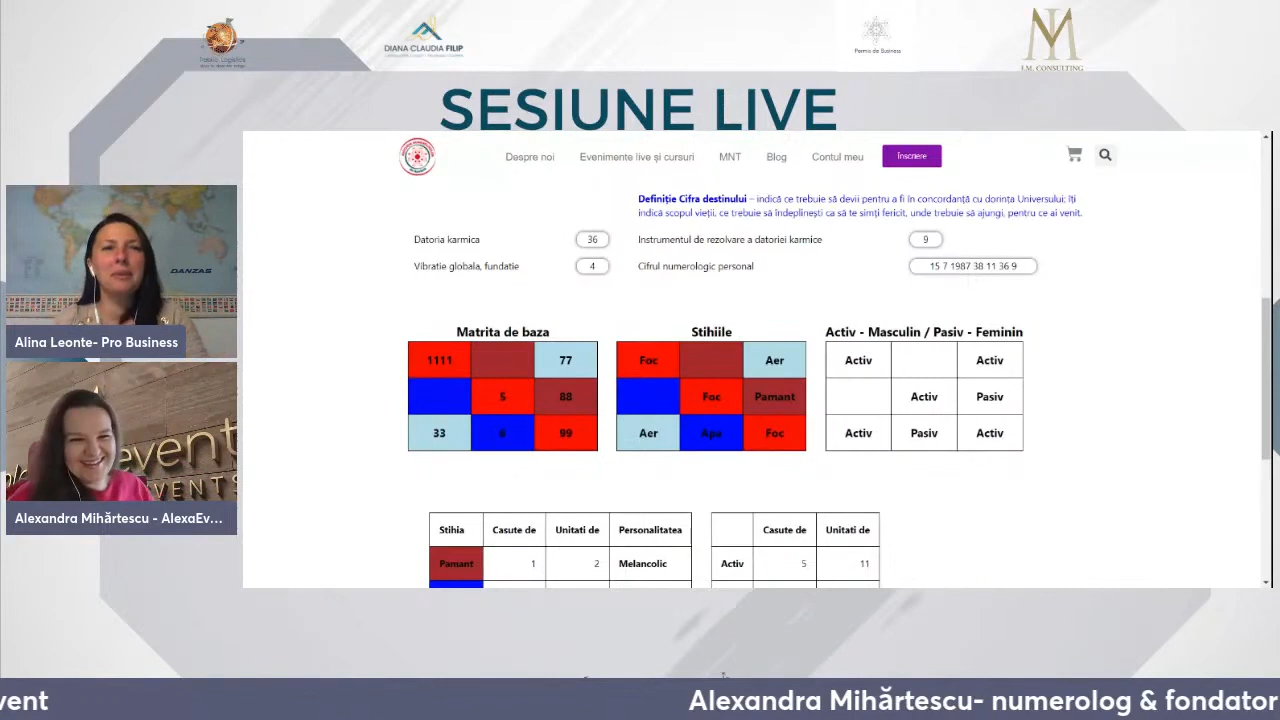 DIANA CLAUDIA FILIP
Permis de Business
I.M. CONSULTING
SESIUNE LIVE
Despre noi
Evenimente live și cursuri
MNT
Blog
Contul meu
Înscriere
Definiție Cifra destinului – indică ce trebuie să devii pentru a fi în concordanță cu dorința Universului; îți
indică scopul vieții, ce trebuie să îndeplinești ca să te simți fericit, unde trebuie să ajungi, pentru ce ai venit.
Datoria karmica 36 Instrumentul de rezolvare a datoriei karmice 9
Vibratie globala, fundatie 4 Cifrul numerologic personal 15 7 1987 38 11 36 9
DANZAS
Alina Leonte- Pro Business
event
EVENTS
Alexandra Mihărtescu - AlexaEv...
Matrita de baza
1111 77
5 88
33 6 99
Stihiile
Foc Aer
Foc Pamant
Aer Apa Foc
Activ - Masculin / Pasiv - Feminin
Activ Activ
Activ Pasiv
Activ Pasiv Activ
Stihia Casute de Unitati de Personalitatea
Pamant 1 2 Melancolic
Casute de Unitati de
Activ 5 11
vent
Alexandra Mihărtescu- numerolog & fondator